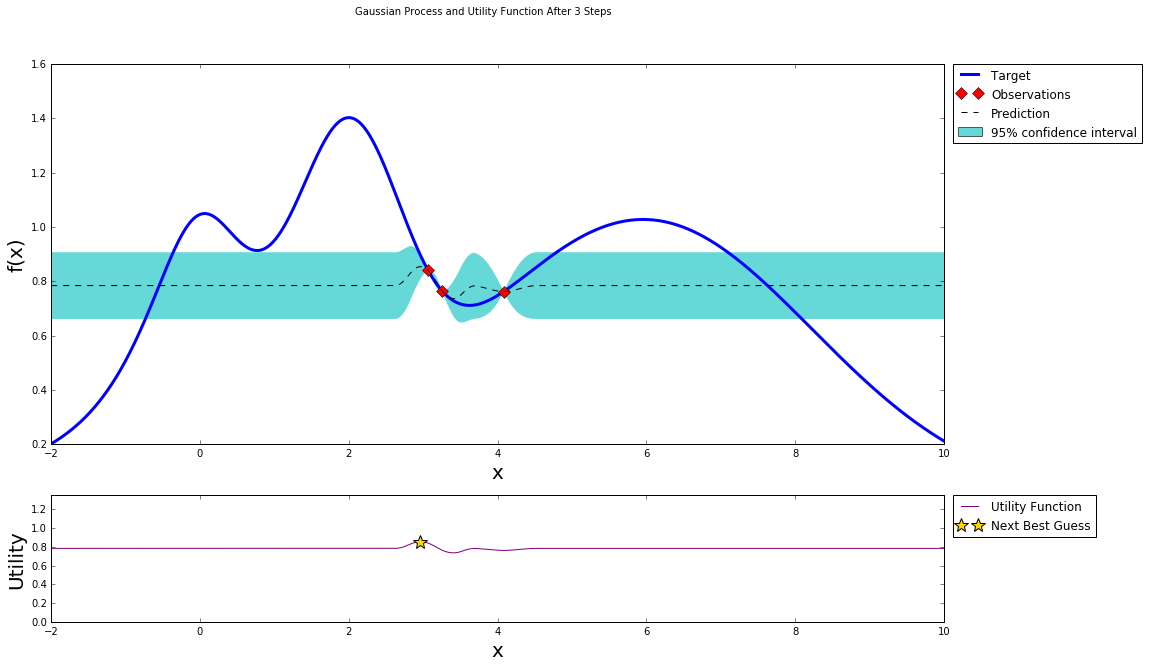 Gaussian Process and Utility Function After 3 Steps
1.6
1.4
1.2
1.0
0.8
0.6
0.4
0.2
f(x)
−2 0 2 4 6 8 10
x
Target
Observations
Prediction
95% confidence interval
1.2
1.0
0.8
0.6
0.4
0.2
0.0
Utility
−2 0 2 4 6 8 10
x
Utility Function
Next Best Guess